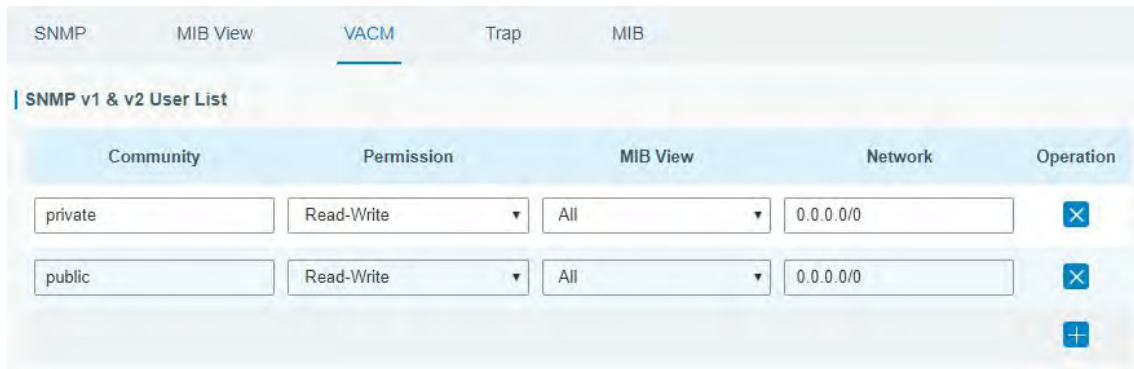 SNMP MIB View VACM Trap MIB
SNMP v1 & v2 User List
Community Permission MIB View Network Operation
private Read-Write All 0.0.0.0/0
public Read-Write All 0.0.0.0/0